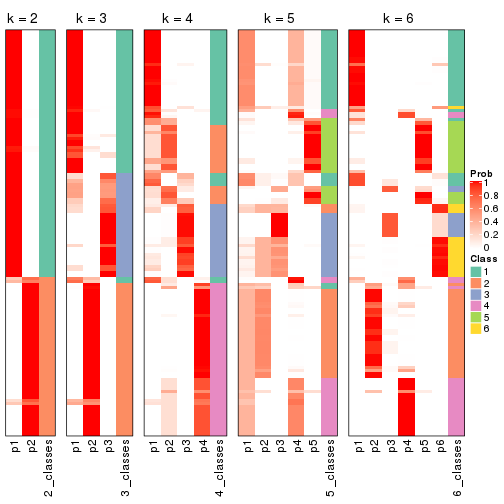 k = 2
k = 3
k = 4
k = 5
k = 6
p1
p2
2_classes
p1
p2
p3
3_classes
p1
p2
p3
p4
4_classes
p1
p2
p3
p4
p5
5_classes
p1
p2
p3
p4
p5
p6
6_classes
Prob
1
0.8
0.6
0.4
0.2
0
Class
1
2
3
4
5
6